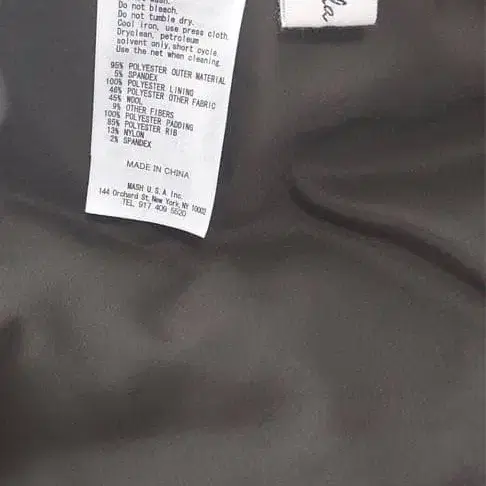 Do not bleach.
Do not tumble dry.
Cool iron, use press cloth.
Dryclean, petroleum
solvent only, short cycle.
Use the net when cleaning.
95% POLYESTER OUTER MATERIAL
5% SPANDEX
100% POLYESTER LINING
46% POLYESTER OTHER FABRIC
45% WOOL
9% OTHER FIBERS
100% POLYESTER PADDING
85% POLYESTER RIB
13% NYLON
2% SPANDEX
MADE IN CHINA
MASH U.S.A Inc.
144 Orchard St, New York, NY 10002
TEL 917 409 5520
la